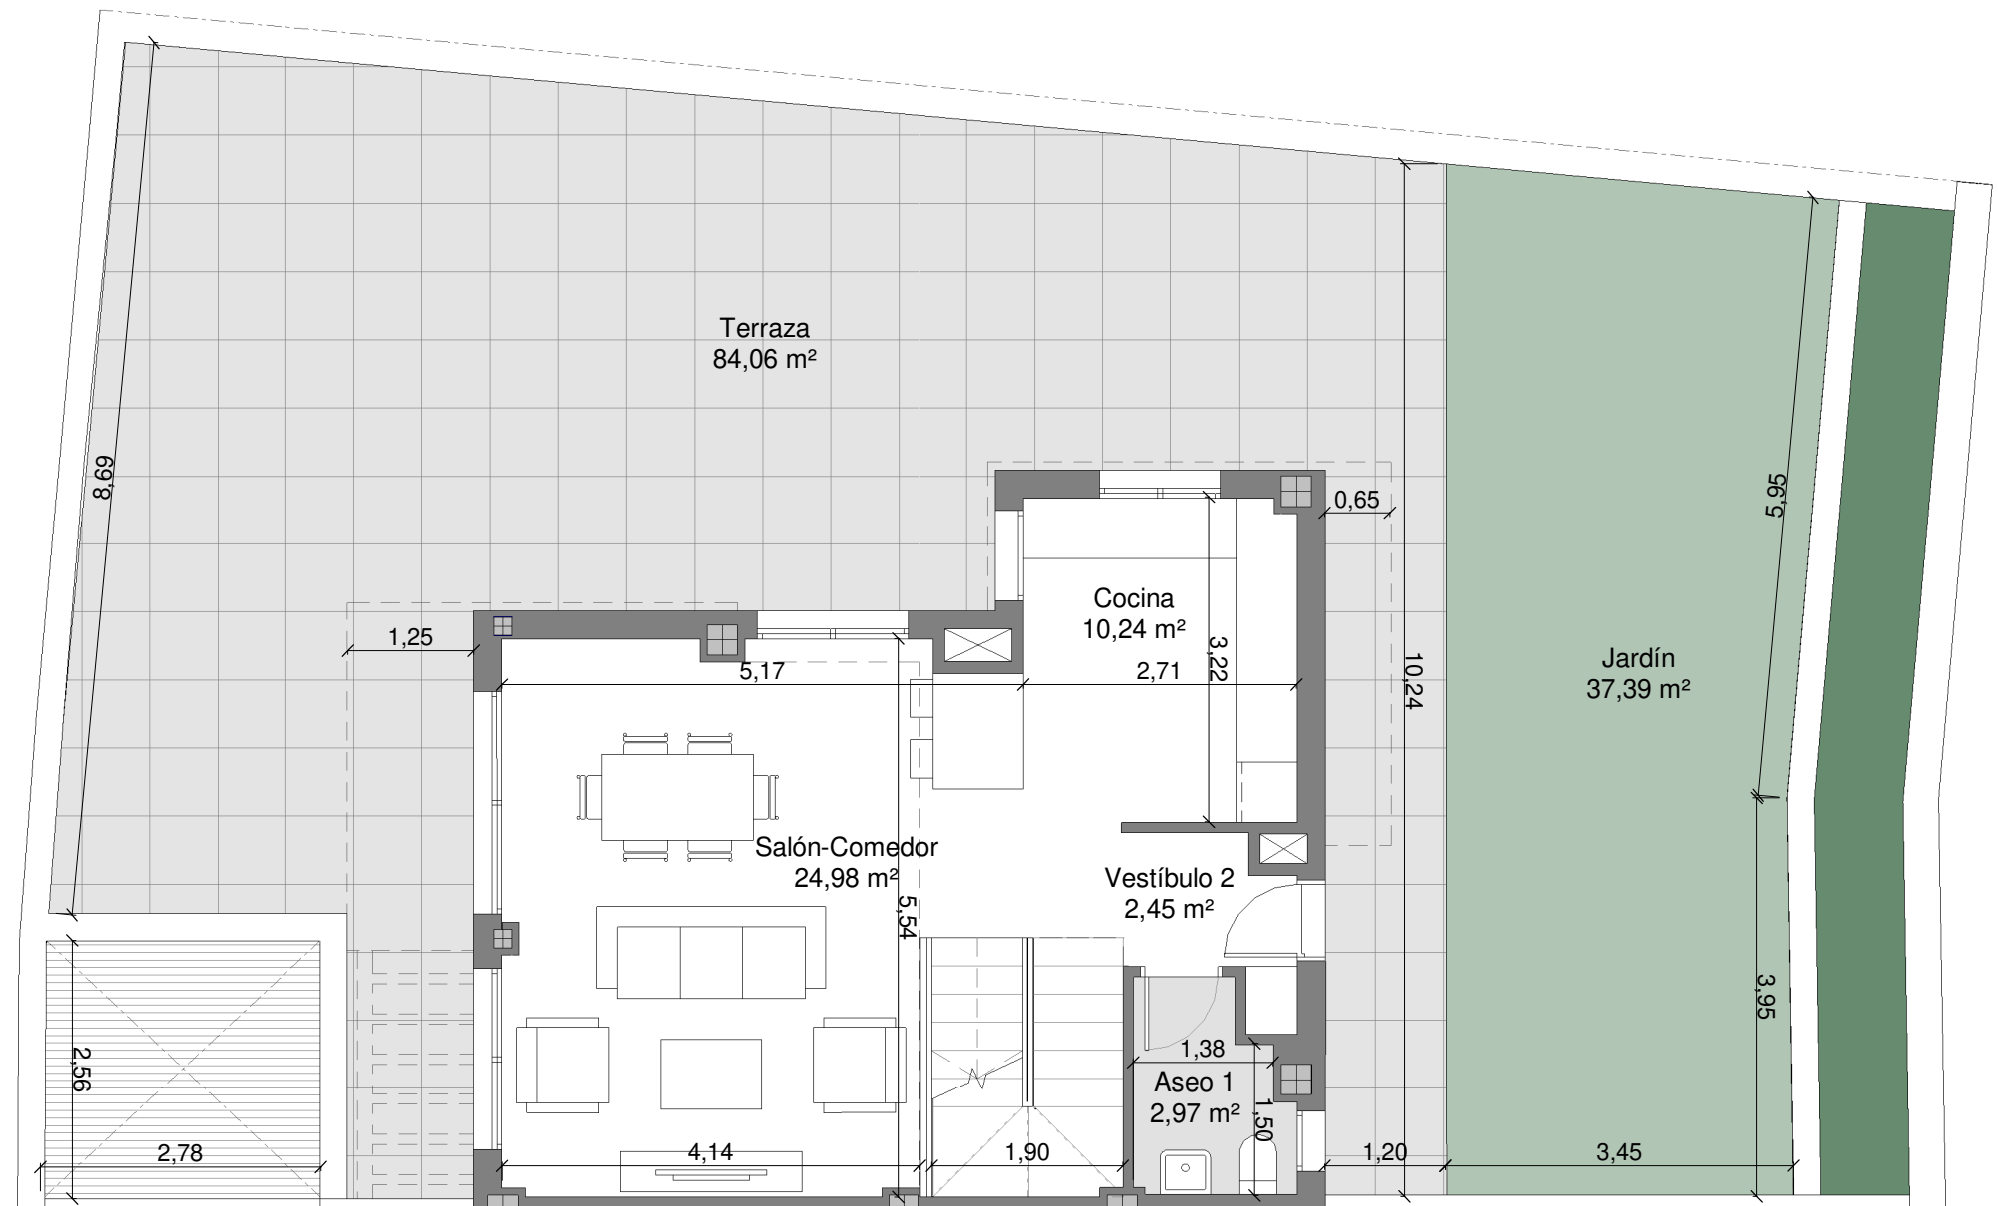 Terraza
84,06 m²
8,69
5,95
0,65
Cocina
10,24 m²
1,25
3,22
5,17
2,71
10,24
Jardín
37,39 m²
Salón-Comedor
24,98 m²
Vestíbulo 2
2,45 m²
5,54
3,95
2,56
1,38
Aseo 1
2,97 m²
1,50
2,78
4,14
1,90
1,20
3,45